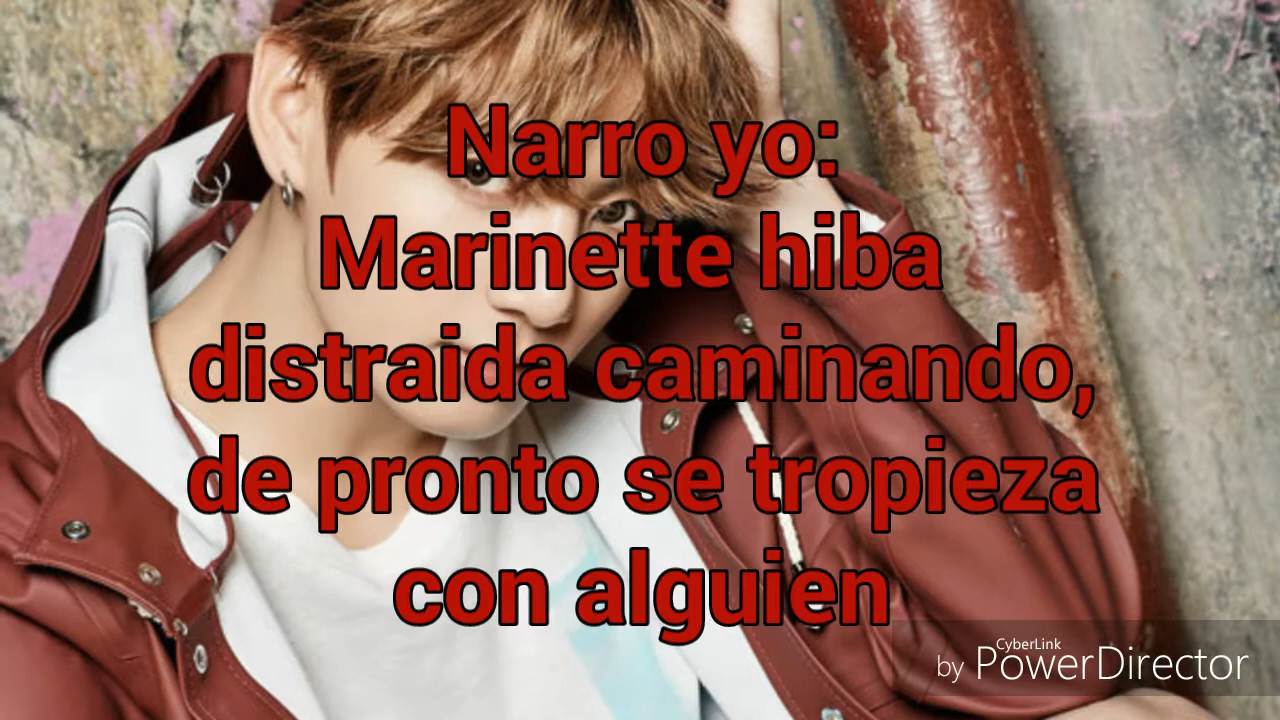 Narro yo:
Marinette hiba
distraida caminando,
de pronto se tropieza
con alguien
CyberLink
by PowerDirector